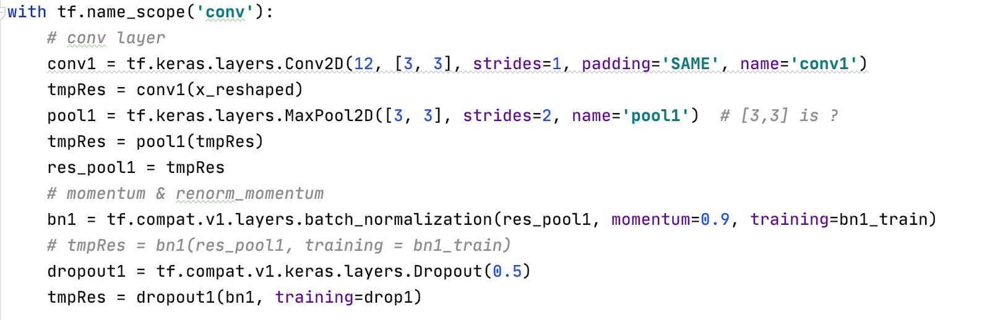 with tf.name_scope('conv'):
    # conv layer
    conv1 = tf.keras.layers.Conv2D(12, [3, 3], strides=1, padding='SAME', name='conv1')
    tmpRes = conv1(x_reshaped)
    pool1 = tf.keras.layers.MaxPool2D([3, 3], strides=2, name='pool1')  # [3,3] is ?
    tmpRes = pool1(tmpRes)
    res_pool1 = tmpRes
    # momentum & renorm_momentum
    bn1 = tf.compat.v1.layers.batch_normalization(res_pool1, momentum=0.9, training=bn1_train)
    # tmpRes = bn1(res_pool1, training = bn1_train)
    dropout1 = tf.compat.v1.keras.layers.Dropout(0.5)
    tmpRes = dropout1(bn1, training=drop1)